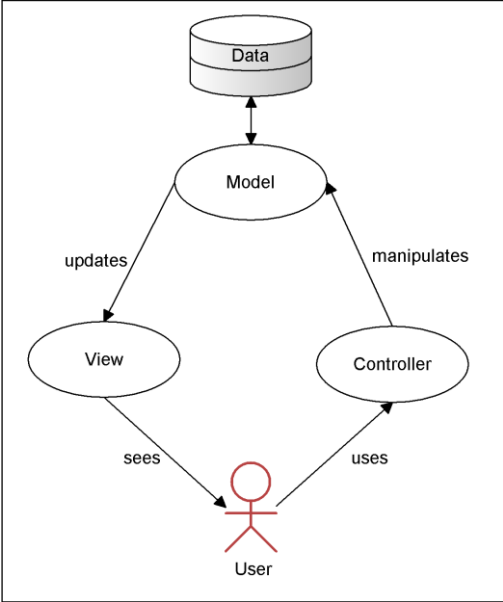 Data
Model
updates
manipulates
View
Controller
sees
uses
User